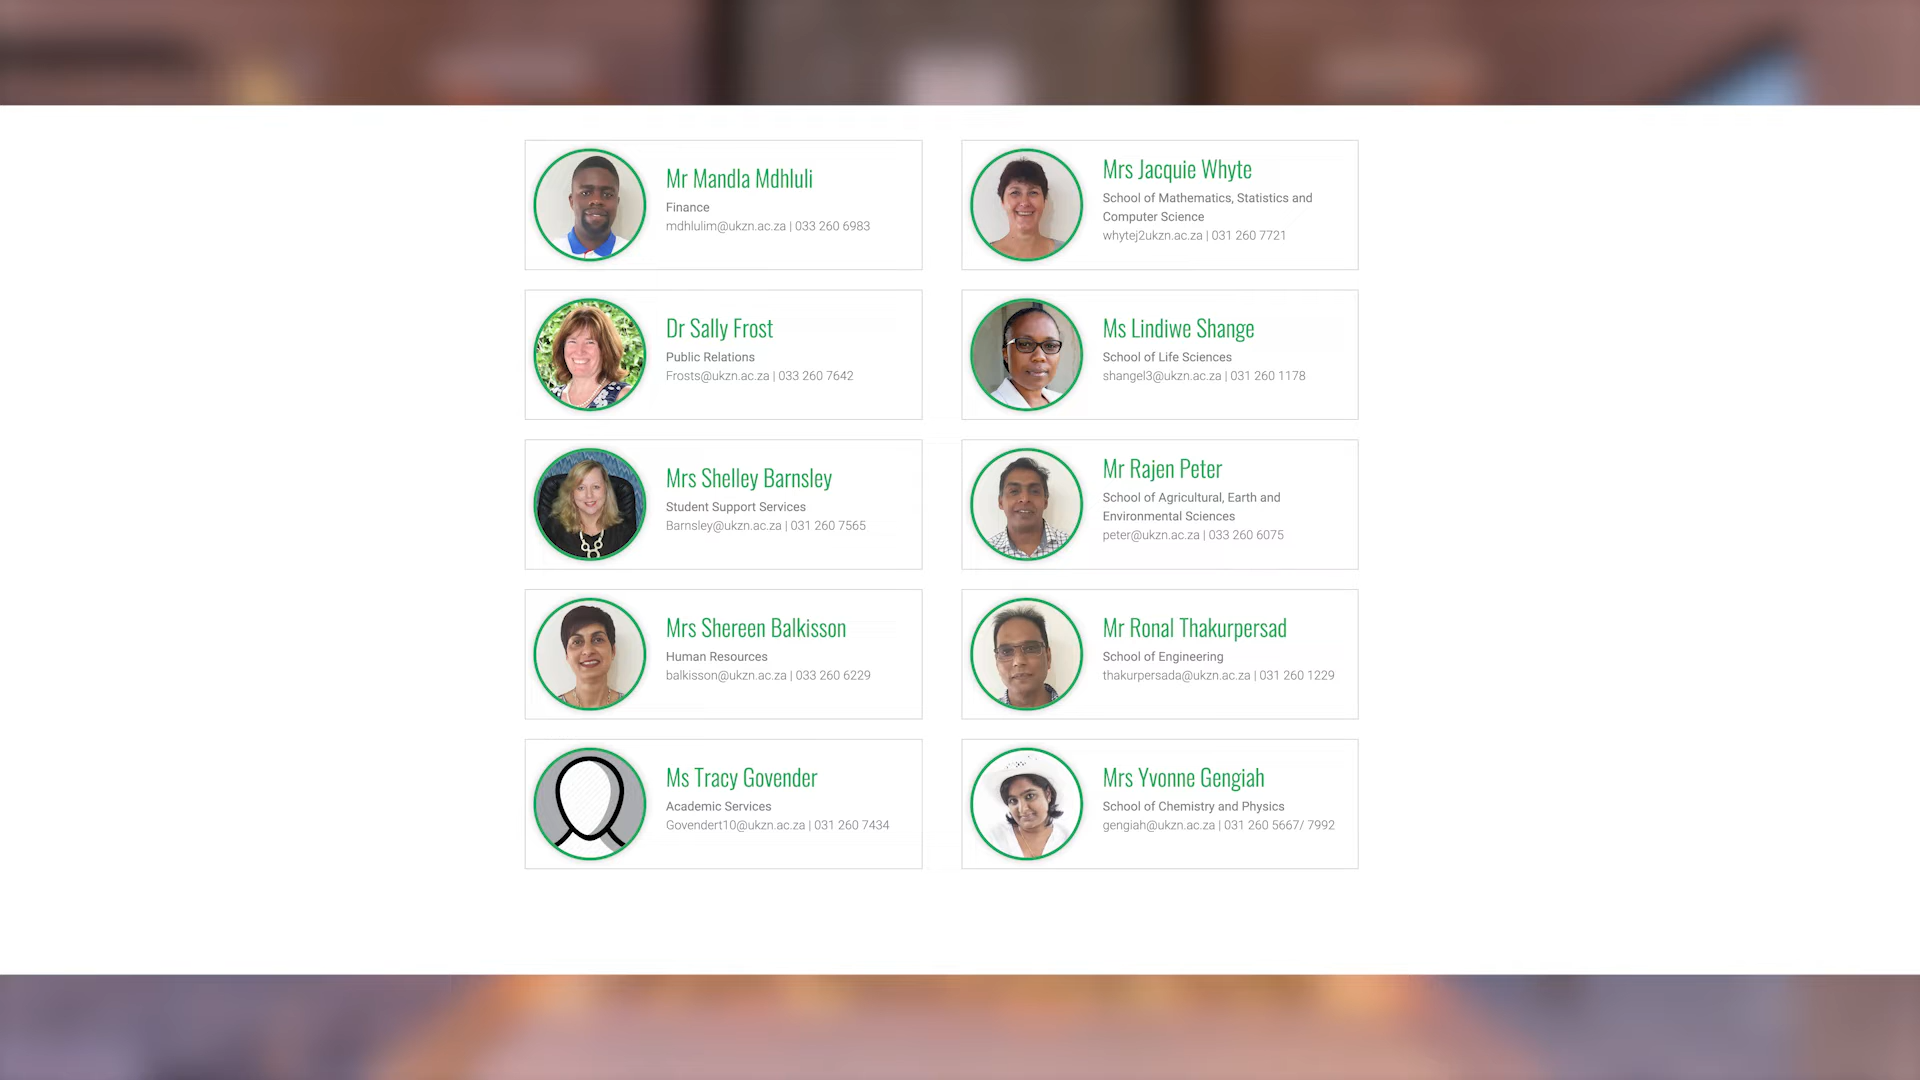 Mr Mandla Mdhluli
Finance
mdhlulim@ukzn.ac.za | 033 260 6983
Dr Sally Frost
Public Relations
Frosts@ukzn.ac.za | 033 260 7642
Mrs Shelley Barnsley
Student Support Services
Barnsley@ukzn.ac.za | 031 260 7565
Mrs Shereen Balkisson
Human Resources
balkisson@ukzn.ac.za | 033 260 6229
Ms Tracy Govender
Academic Services
Govendert10@ukzn.ac.za | 031 260 7434
Mrs Jacquie Whyte
School of Mathematics, Statistics and
Computer Science
whytej2ukzn.ac.za | 031 260 7721
Ms Lindiwe Shange
School of Life Sciences
shangel3@ukzn.ac.za | 031 260 1178
Mr Rajen Peter
School of Agricultural, Earth and
Environmental Sciences
peter@ukzn.ac.za | 033 260 6075
Mr Ronal Thakurpersad
School of Engineering
thakurpersada@ukzn.ac.za | 031 260 1229
Mrs Yvonne Gengiah
School of Chemistry and Physics
gengiah@ukzn.ac.za | 031 260 5667/ 7992